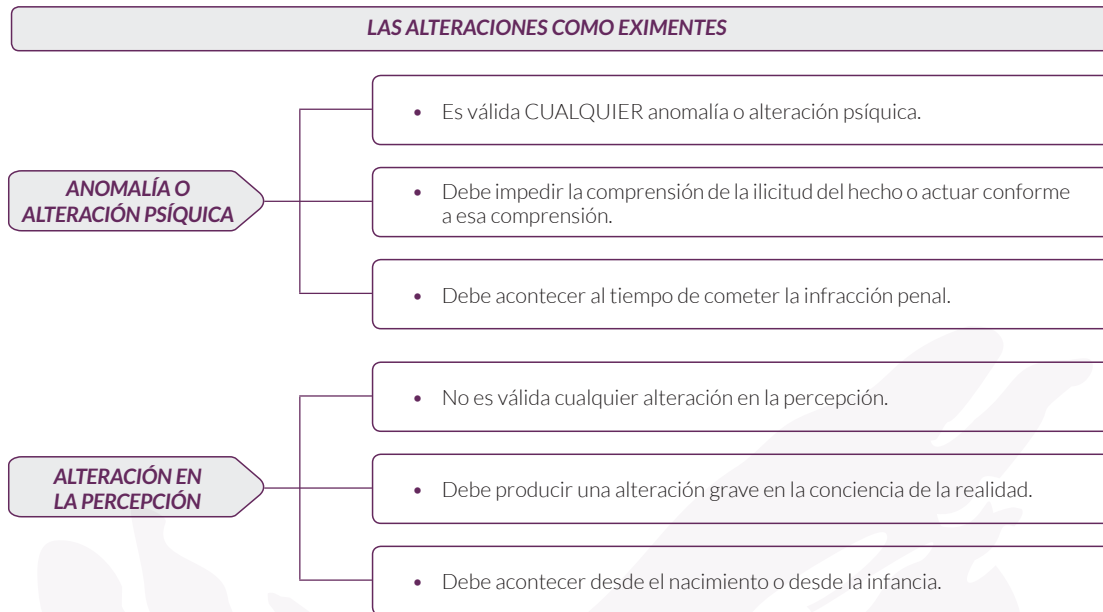 LAS ALTERACIONES COMO EXIMENTES
ANOMALÍA O
ALTERACIÓN PSÍQUICA
• Es válida CUALQUIER anomalía o alteración psíquica.
• Debe impedir la comprensión de la ilicitud del hecho o actuar conforme
a esa comprensión.
• Debe acontecer al tiempo de cometer la infracción penal.
ALTERACIÓN EN
LA PERCEPCIÓN
• No es válida cualquier alteración en la percepción.
• Debe producir una alteración grave en la conciencia de la realidad.
• Debe acontecer desde el nacimiento o desde la infancia.